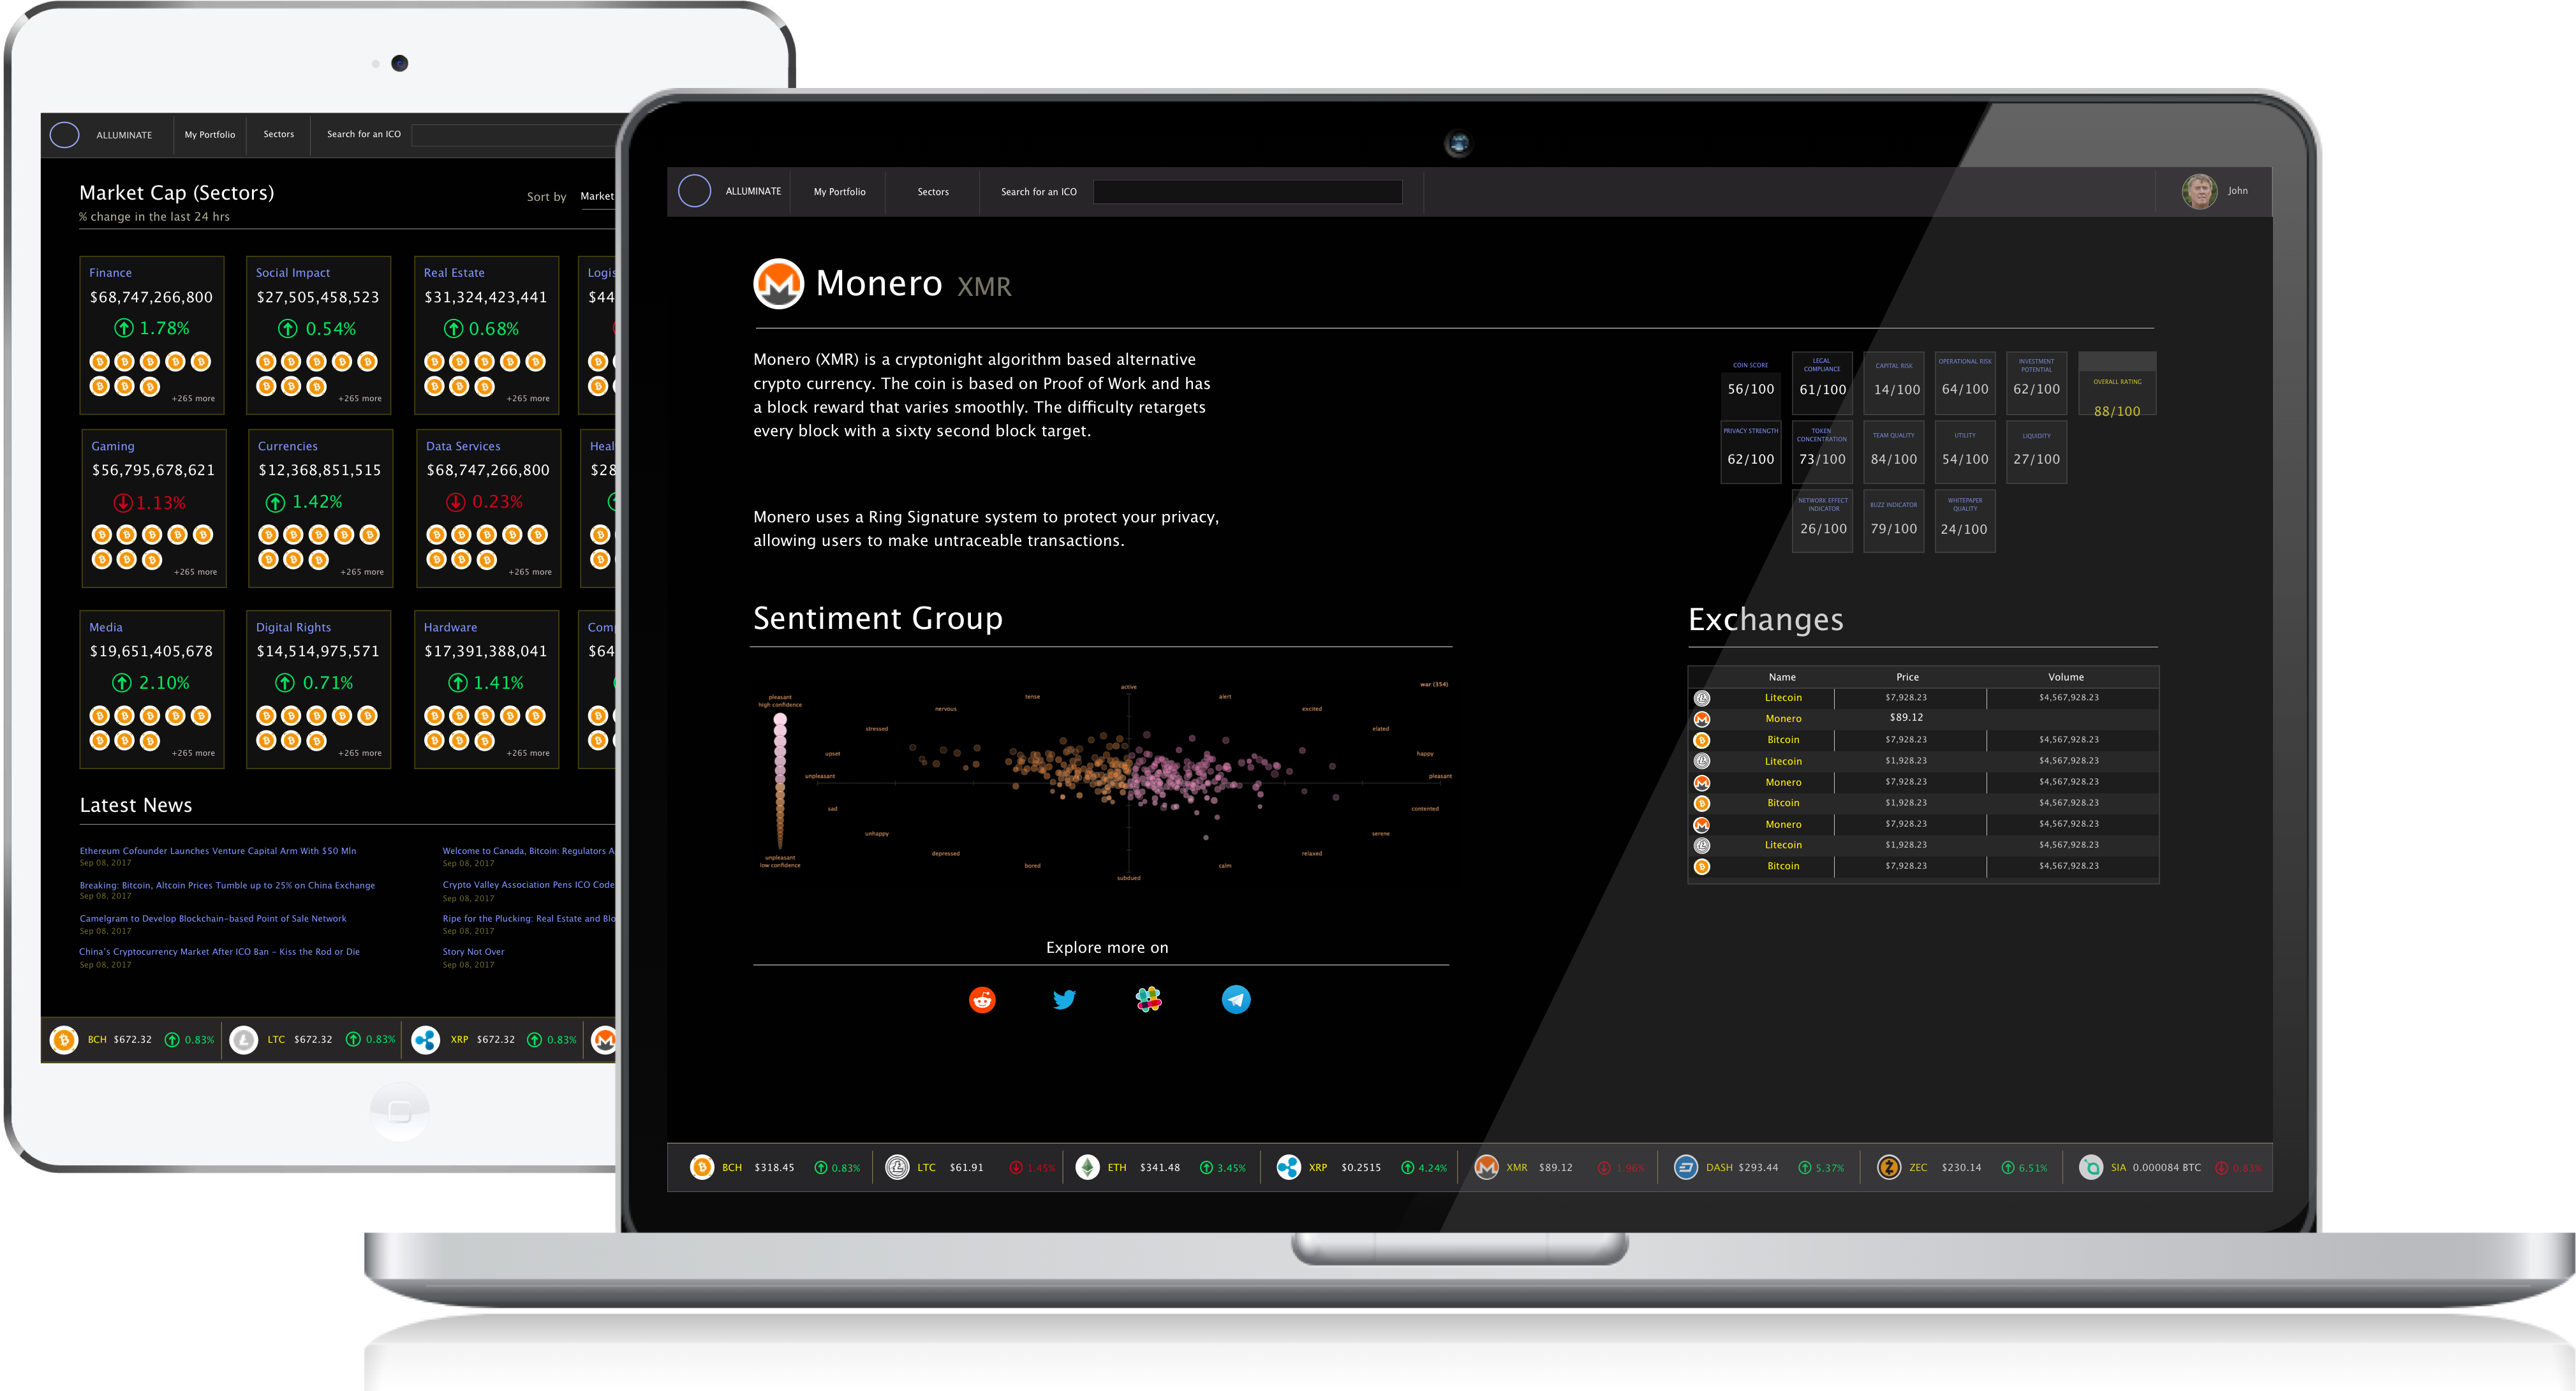 ALLUMINATE My Portfolio Sectors Search for an ICO
Market Cap (Sectors)
% change in the last 24 hrs
Sort by Market
Finance
$68,747,266,800
1.78%
+265 more
Social Impact
$27,505,458,523
0.54%
+265 more
Real Estate
$31,324,423,441
0.68%
+265 more
Logis
$44
Gaming
$56,795,678,621
1.13%
+265 more
Currencies
$12,368,851,515
1.42%
+265 more
Data Services
$68,747,266,800
0.23%
+265 more
Heal
$28
Media
$19,651,405,678
2.10%
+265 more
Digital Rights
$14,514,975,571
0.71%
+265 more
Hardware
$17,391,388,041
1.41%
+265 more
Com
$64
Latest News
Ethereum Cofounder Launches Venture Capital Arm With $50 Mln
Sep 08, 2017
Breaking: Bitcoin, Altcoin Prices Tumble up to 25% on China Exchange
Sep 08, 2017
Camelgram to Develop Blockchain-based Point of Sale Network
Sep 08, 2017
China's Cryptocurrency Market After ICO Ban - Kiss the Rod or Die
Sep 08, 2017
Welcome to Canada, Bitcoin: Regulators A
Sep 08, 2017
Crypto Valley Association Pens ICO Code
Sep 08, 2017
Ripe for the Plucking: Real Estate and Blo
Sep 08, 2017
Story Not Over
Sep 08, 2017
BCH $672.32 0.83% LTC $672.32 0.83% XRP $672.32 0.83%
ALLUMINATE My Portfolio Sectors Search for an ICO John
Monero XMR
Monero (XMR) is a cryptonight algorithm based alternative
crypto currency. The coin is based on Proof of Work and has
a block reward that varies smoothly. The difficulty retargets
every block with a sixty second block target.
Monero uses a Ring Signature system to protect your privacy,
allowing users to make untraceable transactions.
COIN SCORE
56/100
LEGAL
COMPLIANCE
61/100
CAPITAL RISK
14/100
OPERATIONAL RISK
64/100
INVESTMENT
POTENTIAL
62/100
OVERALL RATING
88/100
PRIVACY STRENGTH
62/100
TOKEN
CONCENTRATION
73/100
TEAM QUALITY
84/100
UTILITY
54/100
LIQUIDITY
27/100
NETWORK EFFECT
INDICATOR
26/100
BUZZ INDICATOR
79/100
WHITEPAPER
QUALITY
24/100
Sentiment Group
pleasant
high confidence
unpleasant
low confidence
active
tense
nervous
stressed
upset
unpleasant
sad
unhappy
depressed
bored
subdued
alert
excited
elated
happy
pleasant
contented
serene
relaxed
calm
war (354)
Exchanges
Name Price Volume
Litecoin $7,928.23 $4,567,928.23
Monero $89.12
Bitcoin $7,928.23 $4,567,928.23
Litecoin $1,928.23 $4,567,928.23
Monero $7,928.23 $4,567,928.23
Bitcoin $1,928.23 $4,567,928.23
Monero $7,928.23 $4,567,928.23
Litecoin $1,928.23 $4,567,928.23
Bitcoin $7,928.23 $4,567,928.23
Explore more on
BCH $318.45 0.83% LTC $61.91 1.45% ETH $341.48 3.45% XRP $0.2515 4.24% XMR $89.12 1.96% DASH $293.44 5.37% ZEC $230.14 6.51% SIA 0.000084 BTC 0.83%